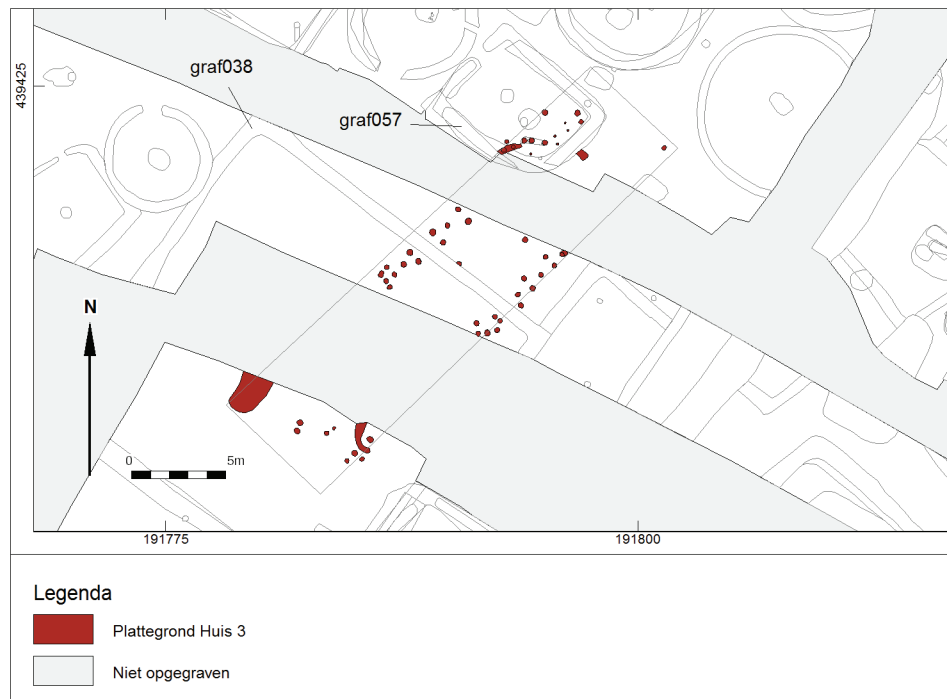 graf038
439425
graf057
N
0 5m
191775 191800
Legenda
Plattegrond Huis 3
Niet opgegraven